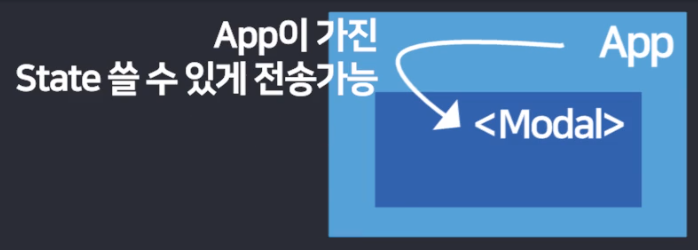 App이 가진
State 쓸 수 있게 전송가능
App
<Modal>